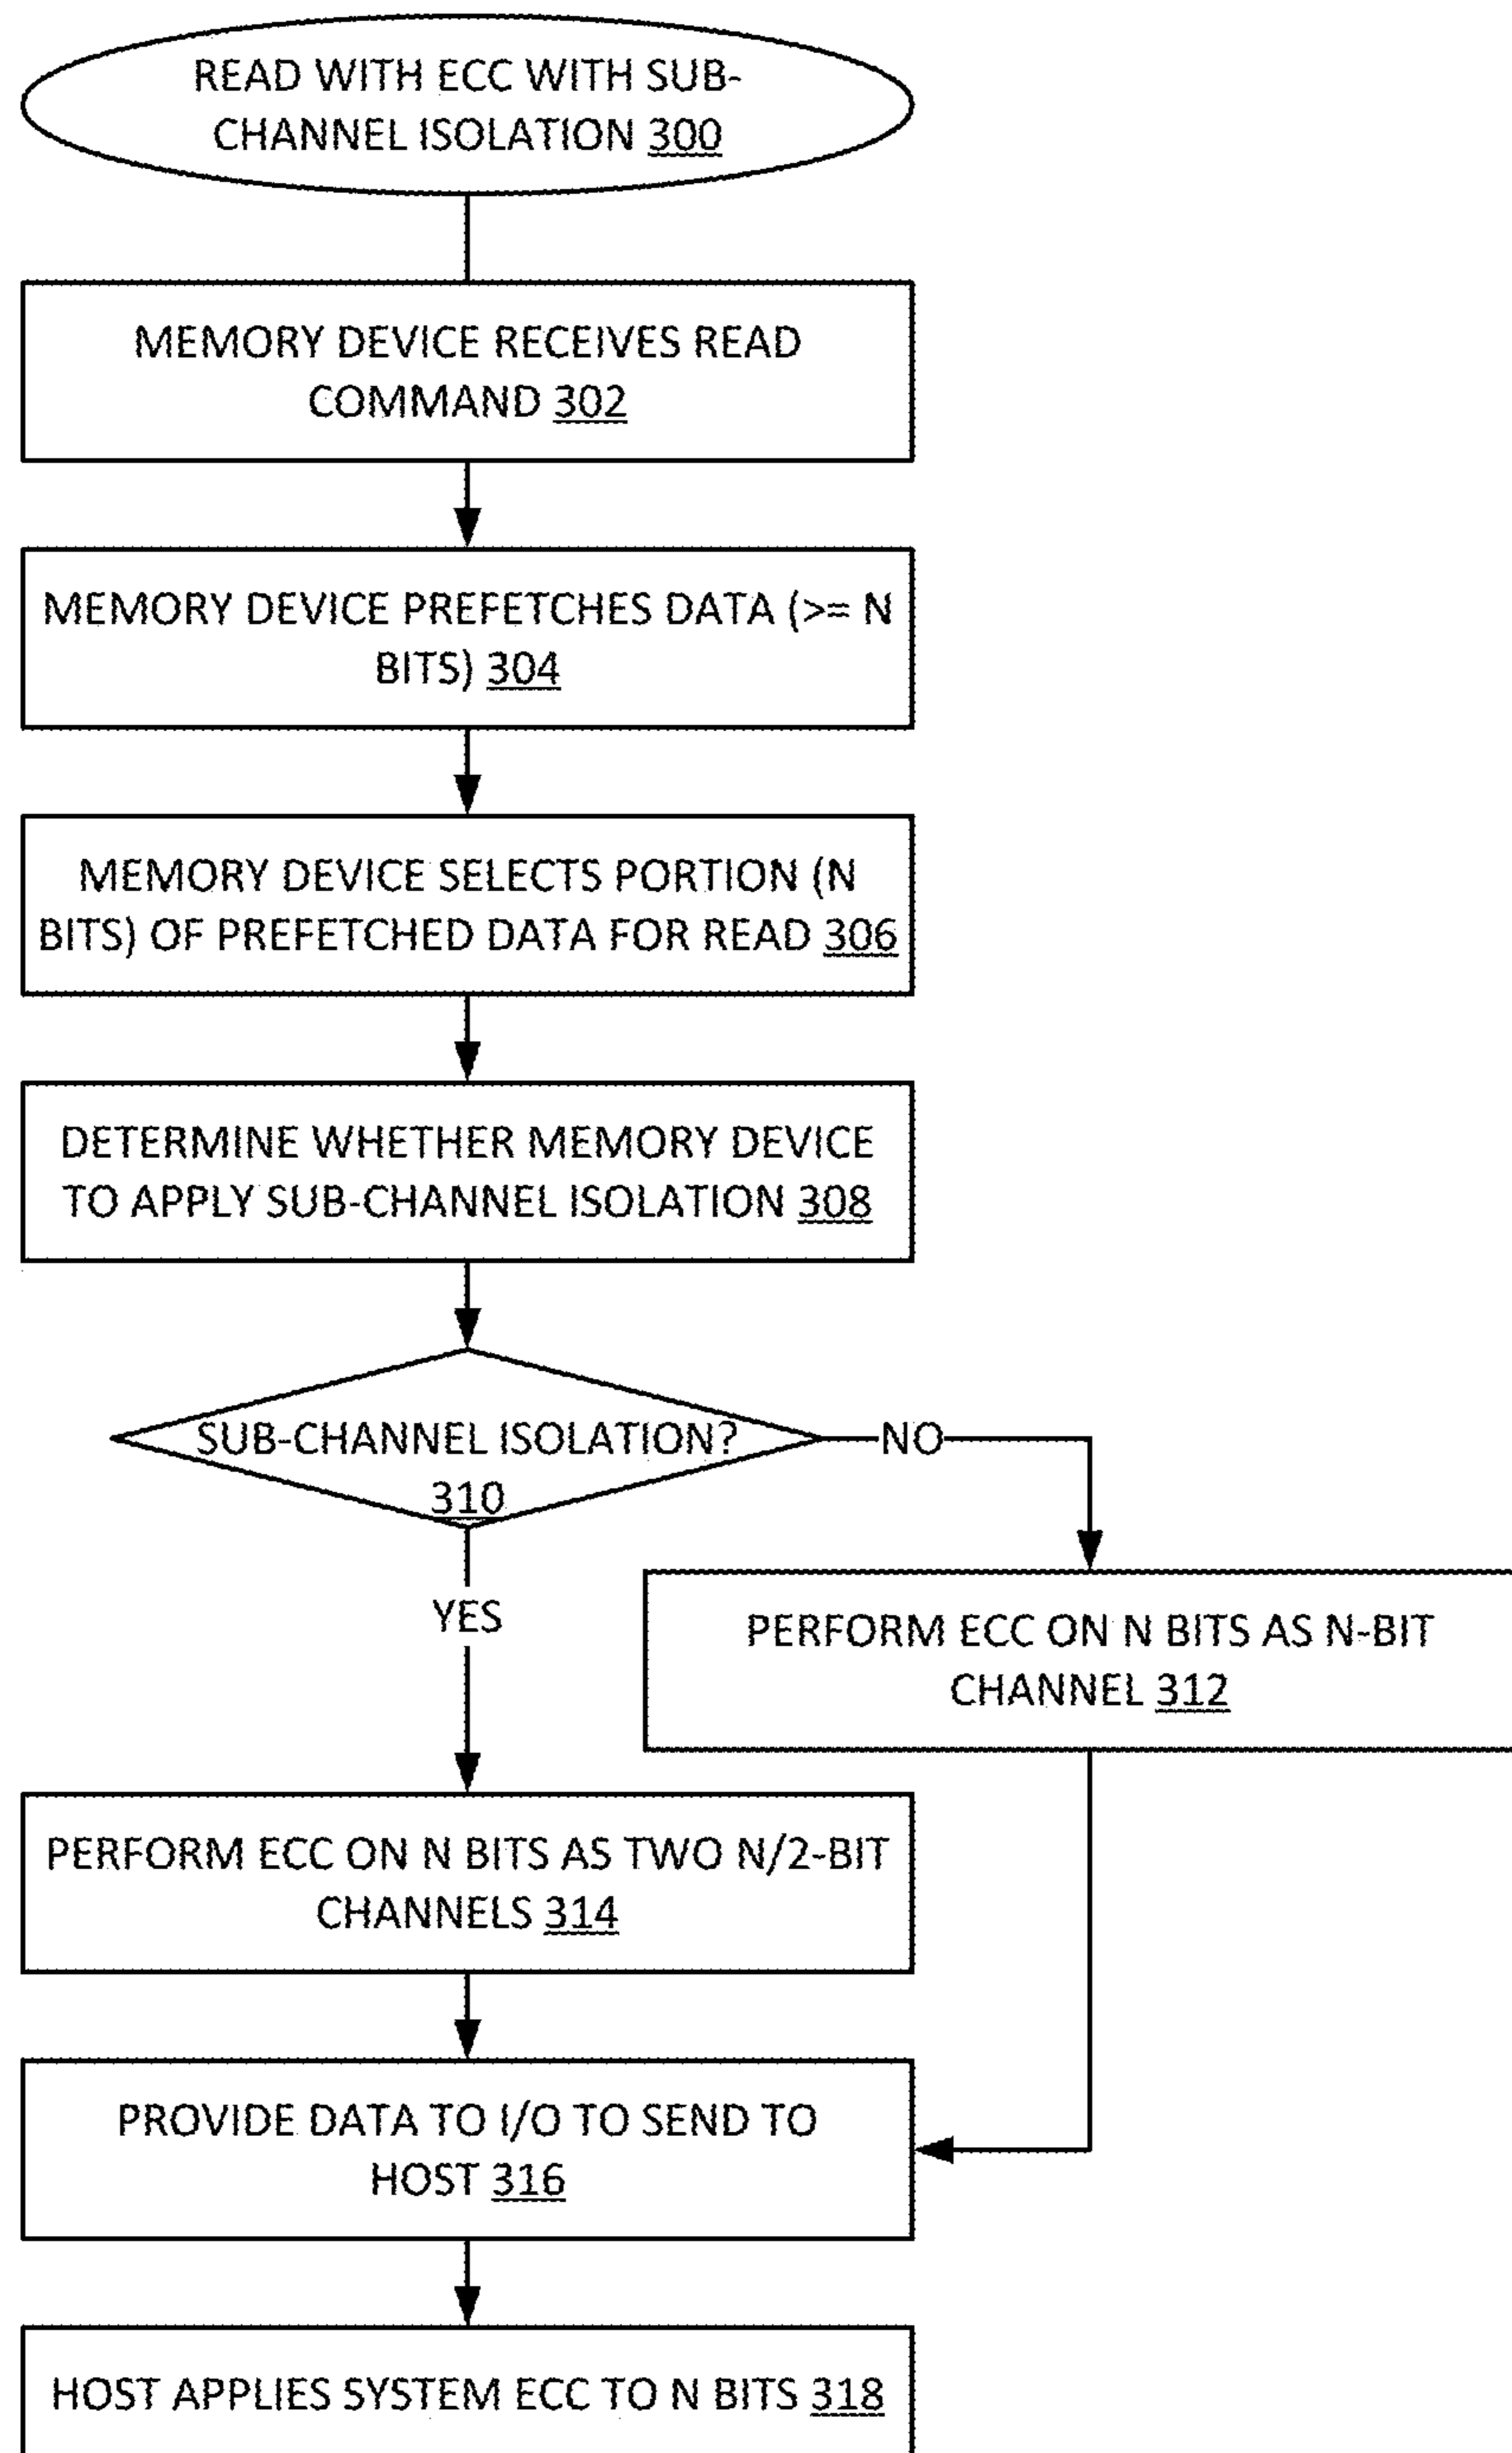 READ WITH ECC WITH SUB-
CHANNEL ISOLATION 300
MEMORY DEVICE RECEIVES READ
COMMAND 302
MEMORY DEVICE PREFETCHES DATA (>= N
BITS) 304
MEMORY DEVICE SELECTS PORTION (N
BITS) OF PREFETCHED DATA FOR READ 306
DETERMINE WHETHER MEMORY DEVICE
TO APPLY SUB-CHANNEL ISOLATION 308
SUB-CHANNEL ISOLATION?
310
NO
YES
PERFORM ECC ON N BITS AS N-BIT
CHANNEL 312
PERFORM ECC ON N BITS AS TWO N/2-BIT
CHANNELS 314
PROVIDE DATA TO I/O TO SEND TO
HOST 316
HOST APPLIES SYSTEM ECC TO N BITS 318